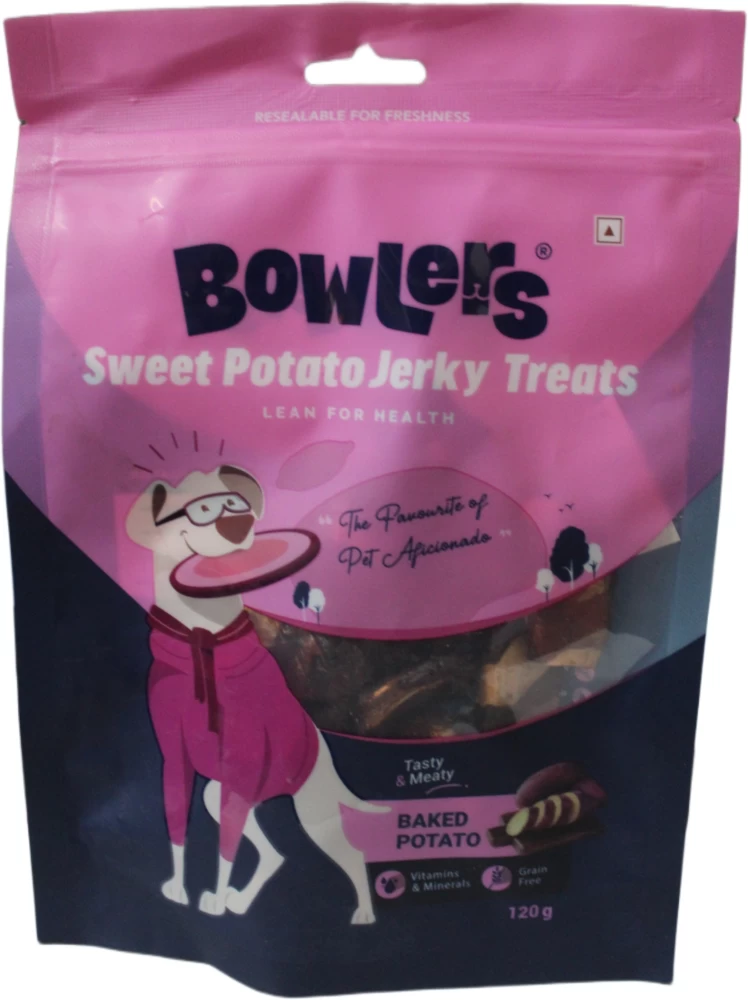 RESEALABLE FOR FRESHNESS
BOWLers®
Sweet Potato Jerky Treats
LEAN FOR HEALTH
“ The Favourite of
Pet Aficionado ”
Tasty
& Meaty
BAKED
POTATO
Vitamins
& Minerals
Grain
Free
120g